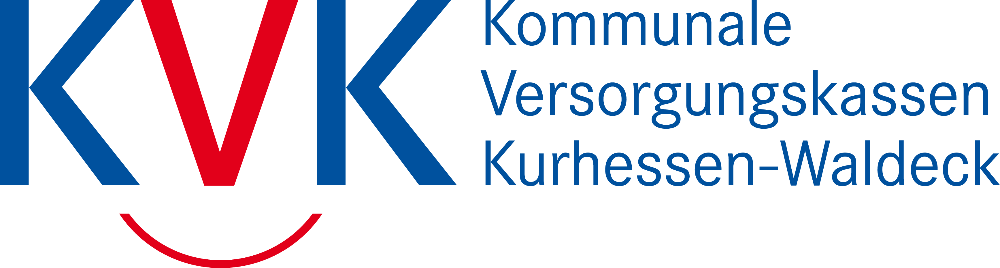 KVK
Kommunale
Versorgungskassen
Kurhessen-Waldeck